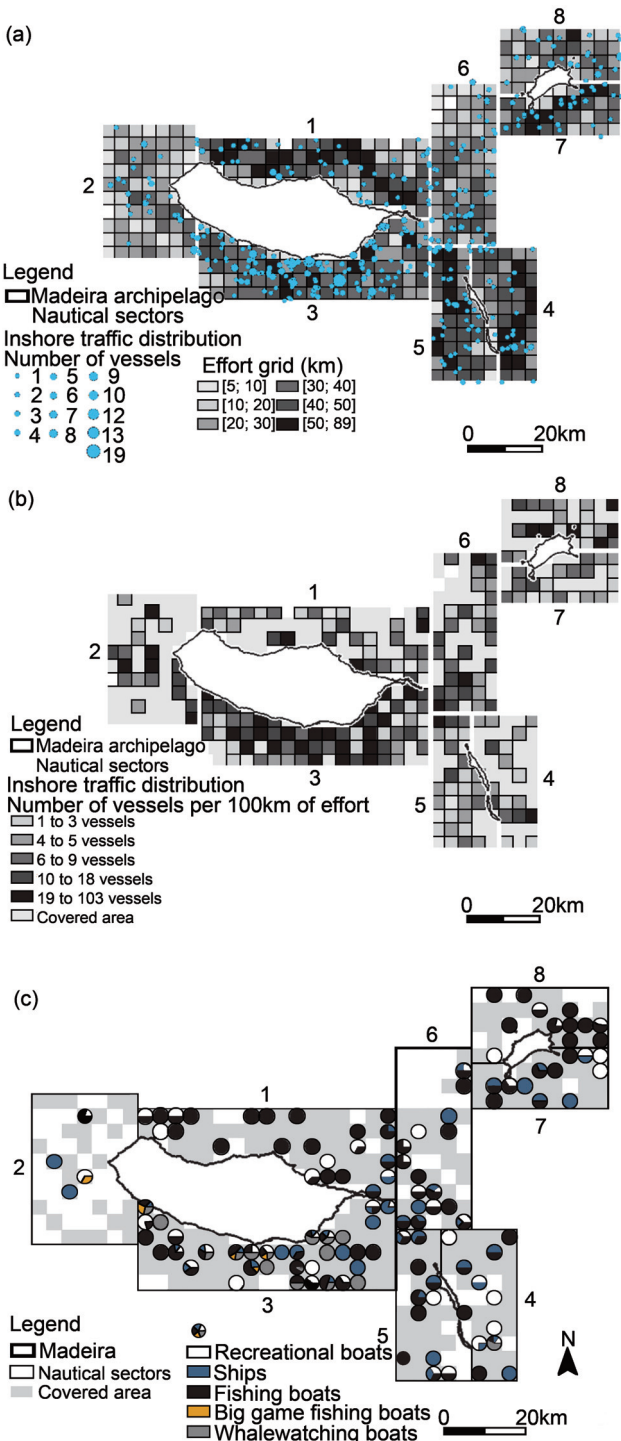 (a)
8
6
1
7
2
Legend
Madeira archipelago
Nautical sectors
3
4
Inshore traffic distribution
Number of vessels
5
1 5 9
2 6 10
3 7 12
4 8 13
19
Effort grid (km)
[5; 10] [30; 40]
[10; 20] [40; 50]
[20; 30] [50; 89]
0 20km
(b)
8
6
1
7
2
Legend
Madeira archipelago
Nautical sectors
3
4
5
Inshore traffic distribution
Number of vessels per 100km of effort
1 to 3 vessels
4 to 5 vessels
6 to 9 vessels
10 to 18 vessels
19 to 103 vessels
Covered area
0 20km
(c)
8
6
1
7
2
3
4
5
Legend
Madeira
Nautical sectors
Covered area
Recreational boats
Ships
Fishing boats
Big game fishing boats
Whalewatching boats
N
0 20km